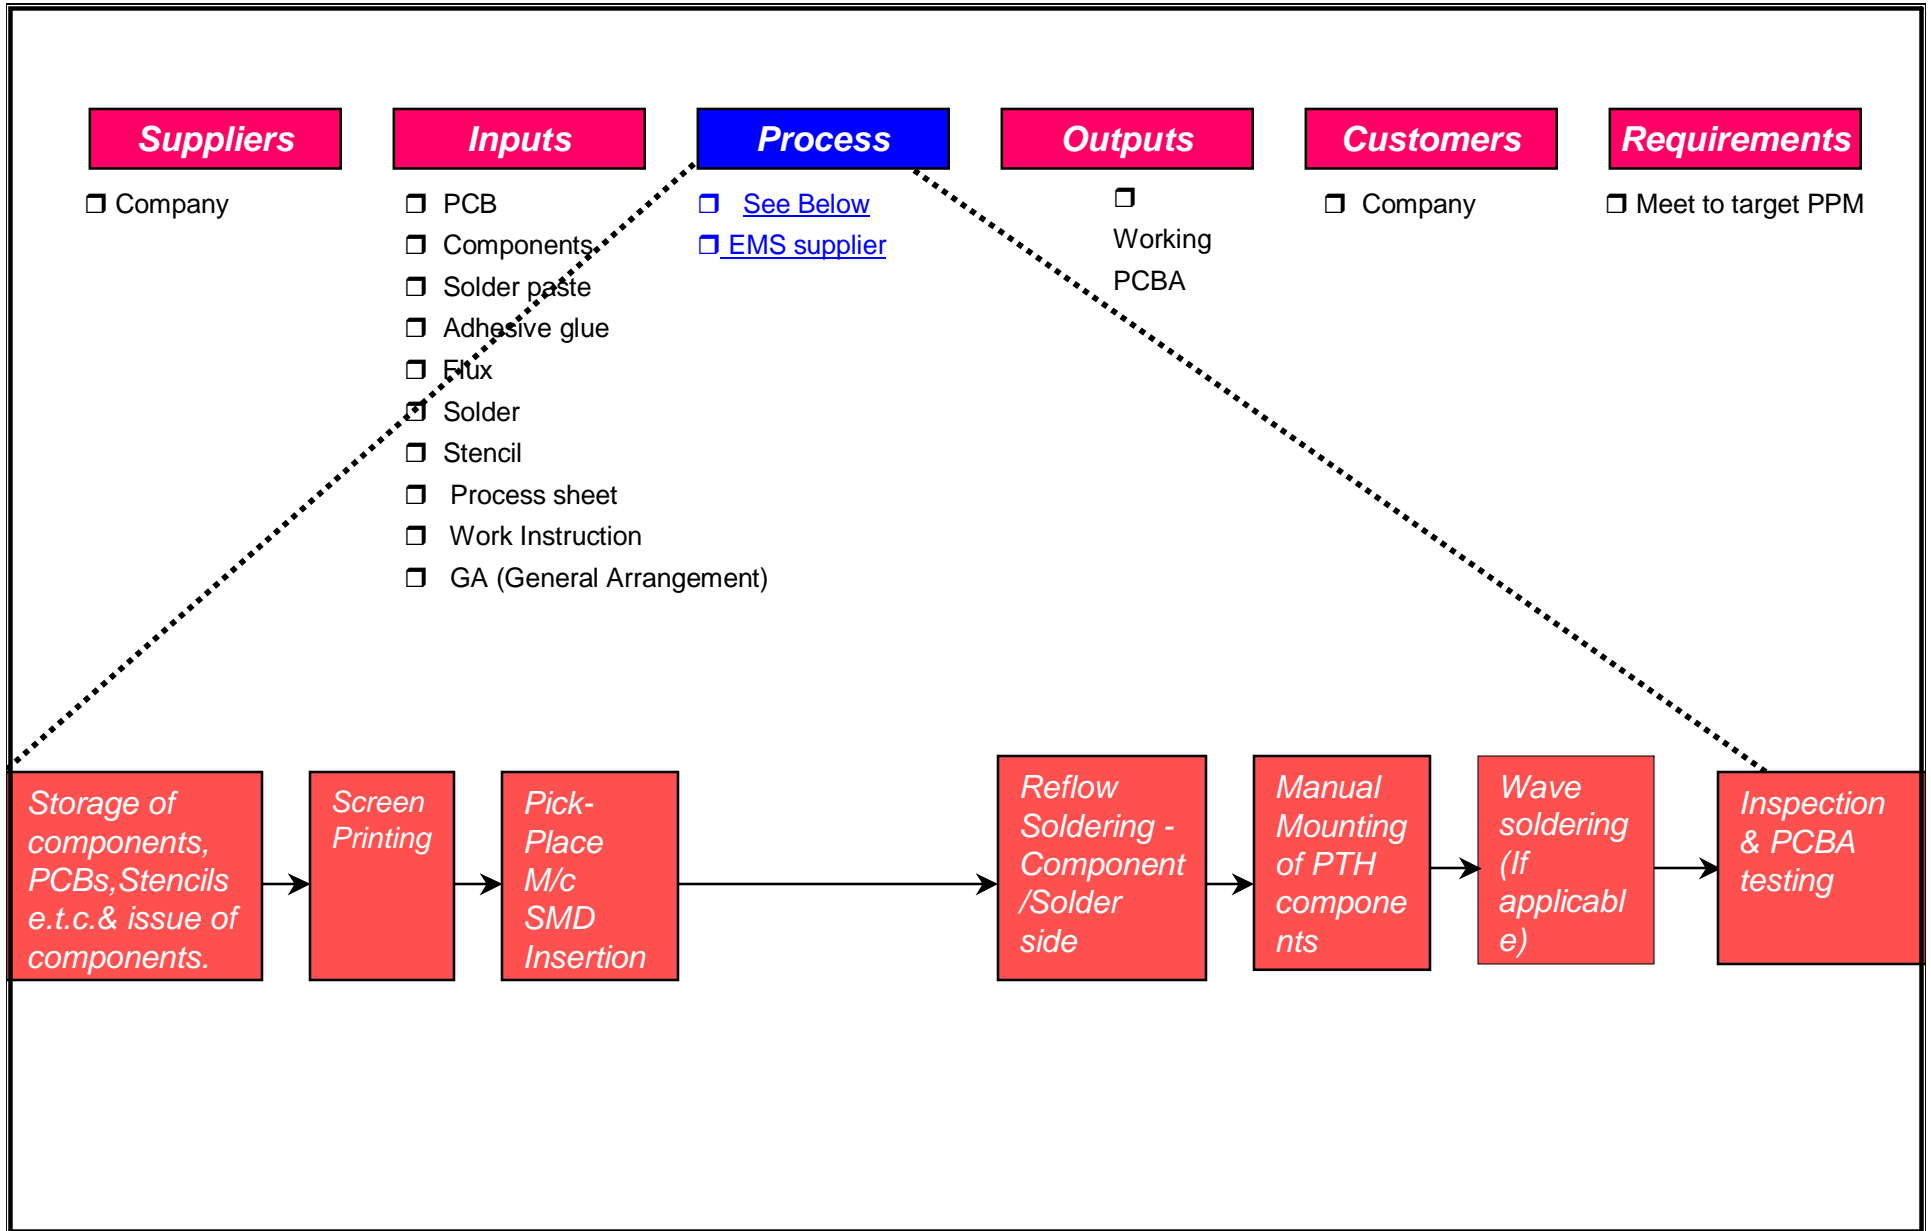 Suppliers
Inputs
Process
Outputs
Customers
Requirements
❒ Company
❒ PCB
❒ Components
❒ Solder paste
❒ Adhesive glue
❒ Flux
❒ Solder
❒ Stencil
❒ Process sheet
❒ Work Instruction
❒ GA (General Arrangement)
❒ See Below
❒ EMS supplier
❒
Working
PCBA
❒ Company
❒ Meet to target PPM
Storage of
components,
PCBs,Stencils
e.t.c.& issue of
components.
Screen
Printing
Pick-
Place
M/c
SMD
Insertion
Reflow
Soldering -
Component
/Solder
side
Manual
Mounting
of PTH
compone
nts
Wave
soldering
(If
applicabl
e)
Inspection
& PCBA
testing